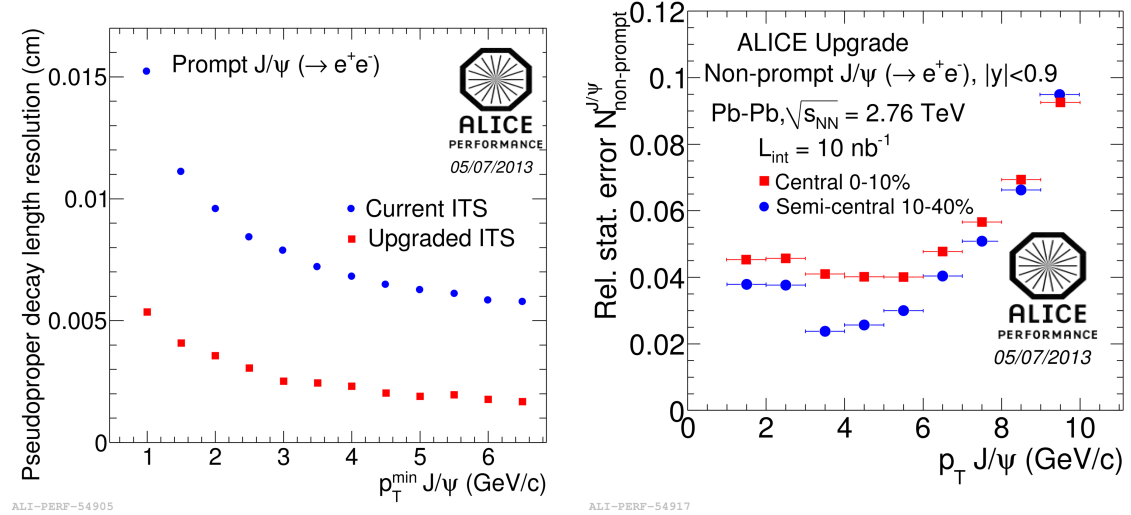 Pseudoproper decay length resolution (cm)
0.015
0.01
0.005
0
Prompt J/ψ (→ e⁺e⁻)
ALICE
PERFORMANCE
05/07/2013
Current ITS
Upgraded ITS
1 2 3 4 5 6
p_T^min J/ψ (GeV/c)
ALI-PERF-54905
Rel. stat. error N^J/ψ_non-prompt
0.12
0.1
0.08
0.06
0.04
0.02
0
ALICE Upgrade
Non-prompt J/ψ (→ e⁺e⁻), |y|<0.9
Pb-Pb,√s_NN = 2.76 TeV
L_int = 10 nb⁻¹
Central 0-10%
Semi-central 10-40%
ALICE
PERFORMANCE
05/07/2013
0 2 4 6 8 10
p_T J/ψ (GeV/c)
ALI-PERF-54917